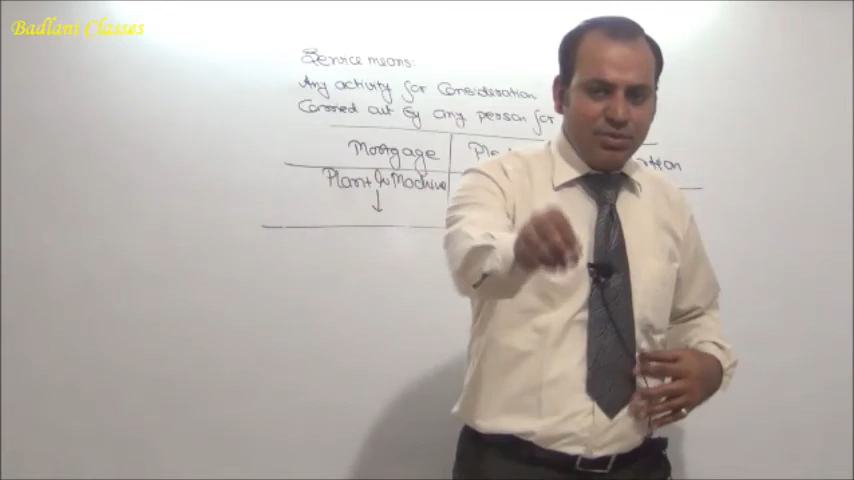 Badlani Classes
Service means:
Any activity for Consideration
Carried out by any person for
Mortgage
Plant & Machine